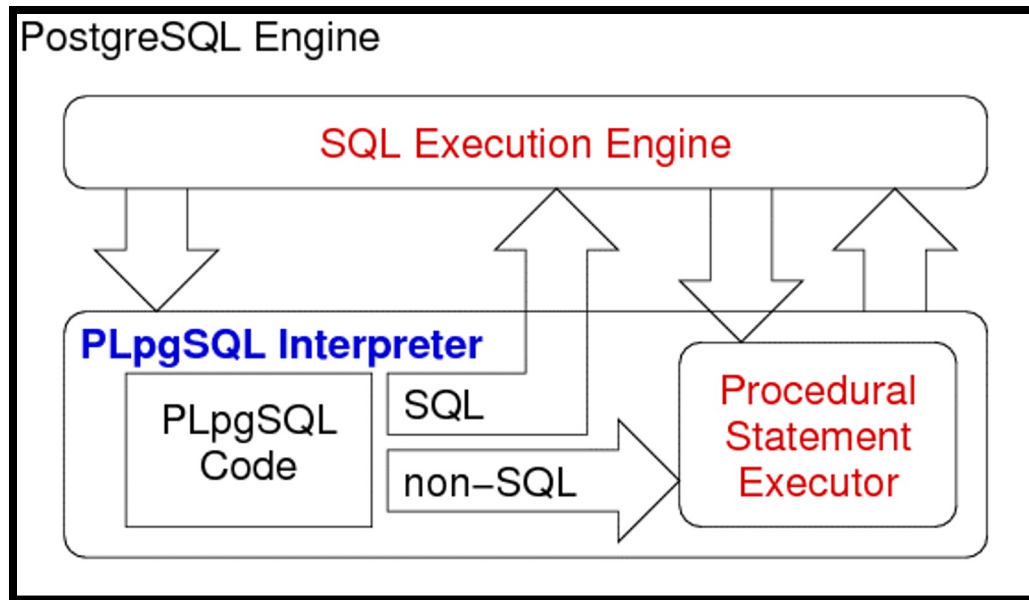 PostgreSQL Engine
SQL Execution Engine
PLpgSQL Interpreter
PLpgSQL
Code
SQL
non−SQL
Procedural
Statement
Executor